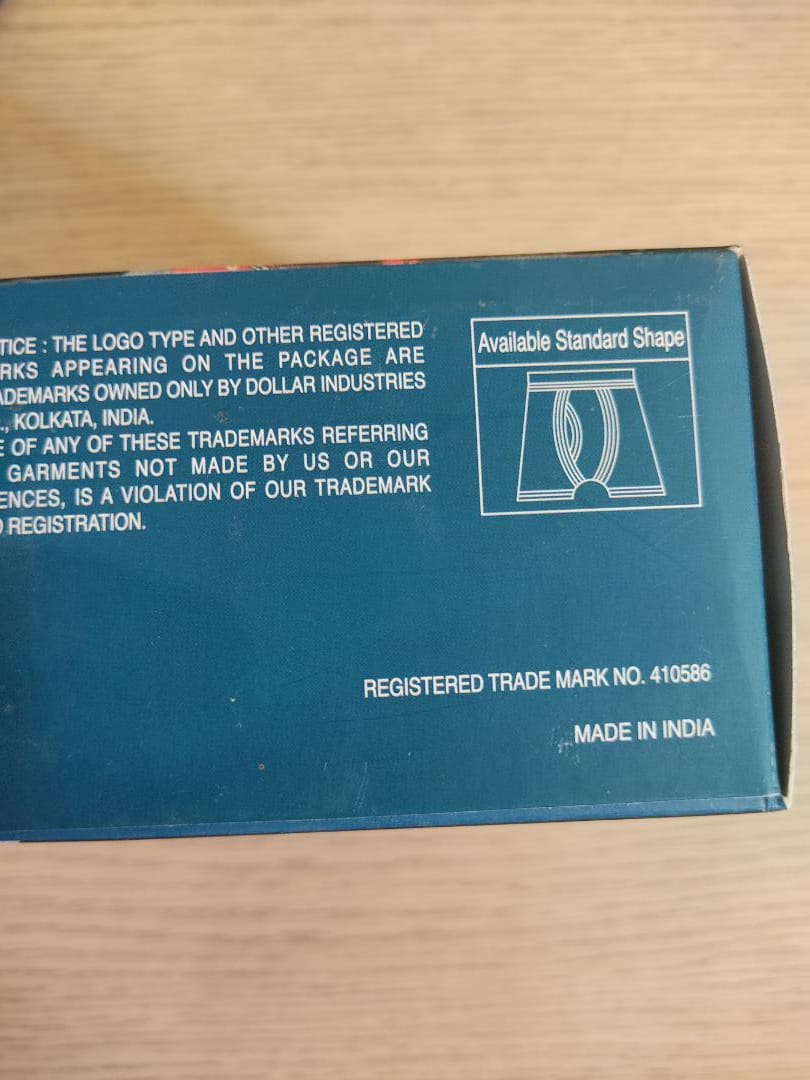 TICE : THE LOGO TYPE AND OTHER REGISTERED
RKS APPEARING ON THE PACKAGE ARE
ADEMARKS OWNED ONLY BY DOLLAR INDUSTRIES
., KOLKATA, INDIA.
E OF ANY OF THESE TRADEMARKS REFERRING
GARMENTS NOT MADE BY US OR OUR
ENCES, IS A VIOLATION OF OUR TRADEMARK
REGISTRATION.
Available Standard Shape
REGISTERED TRADE MARK NO. 410586
MADE IN INDIA